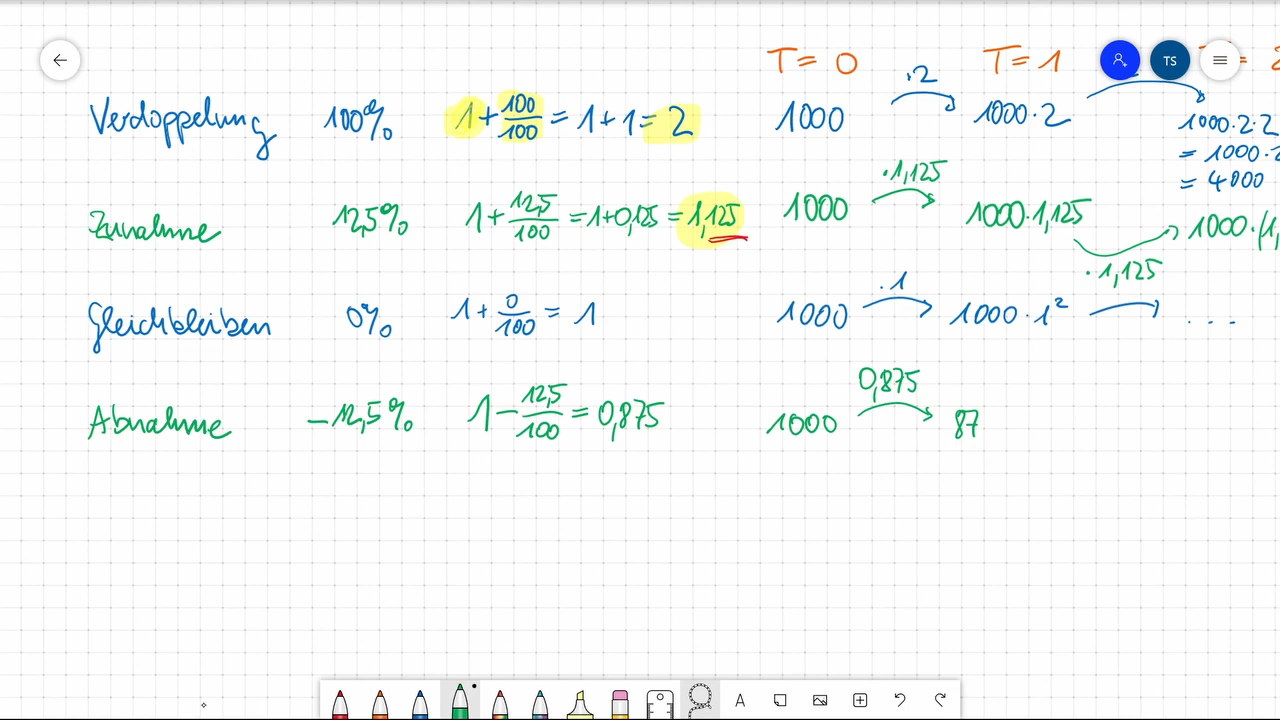 T = 0 T = 1
Verdoppelung 100% 1 + 100/100 = 1 + 1 = 2 1000 ·2 1000 · 2
1000 · 2 · 2
= 1000 · 2
= 4000
Zunahme 12,5% 1 + 12,5/100 = 1 + 0,125 = 1,125 1000 ·1,125 1000 · 1,125 ·1,125 1000 · (1,
Gleichbleiben 0% 1 + 0/100 = 1 1000 ·1 1000 · 1² ...
Abnahme −12,5% 1 − 12,5/100 = 0,875 1000 0,875 87
TS
A